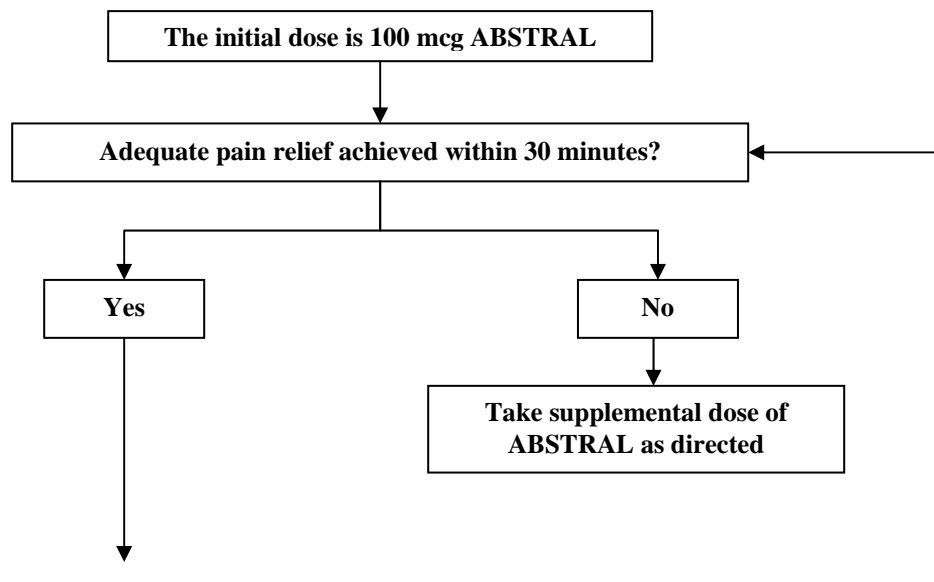 The initial dose is 100 mcg ABSTRAL
Adequate pain relief achieved within 30 minutes?
Yes
No
Take supplemental dose of
ABSTRAL as directed